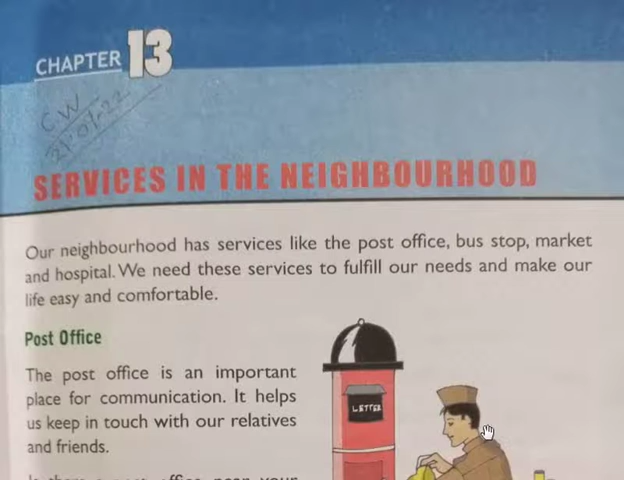 CHAPTER 13
C.W
21.07.22
SERVICES IN THE NEIGHBOURHOOD
Our neighbourhood has services like the post office, bus stop, market
and hospital. We need these services to fulfill our needs and make our
life easy and comfortable.
Post Office
The post office is an important
place for communication. It helps
us keep in touch with our relatives
and friends.
LETTER